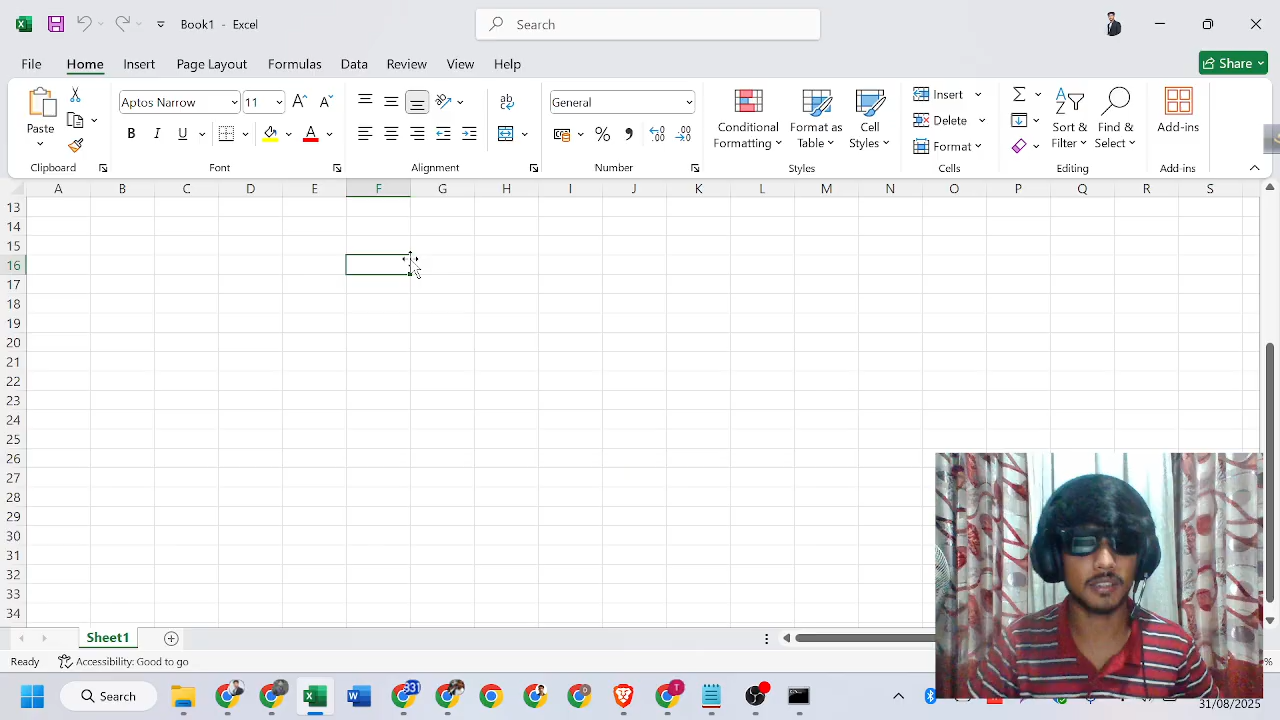 Book1 - Excel
Search
File Home Insert Page Layout Formulas Data Review View Help
Share
Paste
Aptos Narrow 11
B I U A
General
Conditional Formatting
Format as Table
Cell Styles
Insert
Delete
Format
Sort & Filter
Find & Select
Add-ins
Clipboard Font Alignment Number Styles Cells Editing Add-ins
A B C D E F G H I J K L M N O P Q R S
13
14
15
16
17
18
19
20
21
22
23
24
25
26
27
28
29
30
31
32
33
34
Sheet1
Ready Accessibility: Good to go
%
Search
331
T
31/08/2025